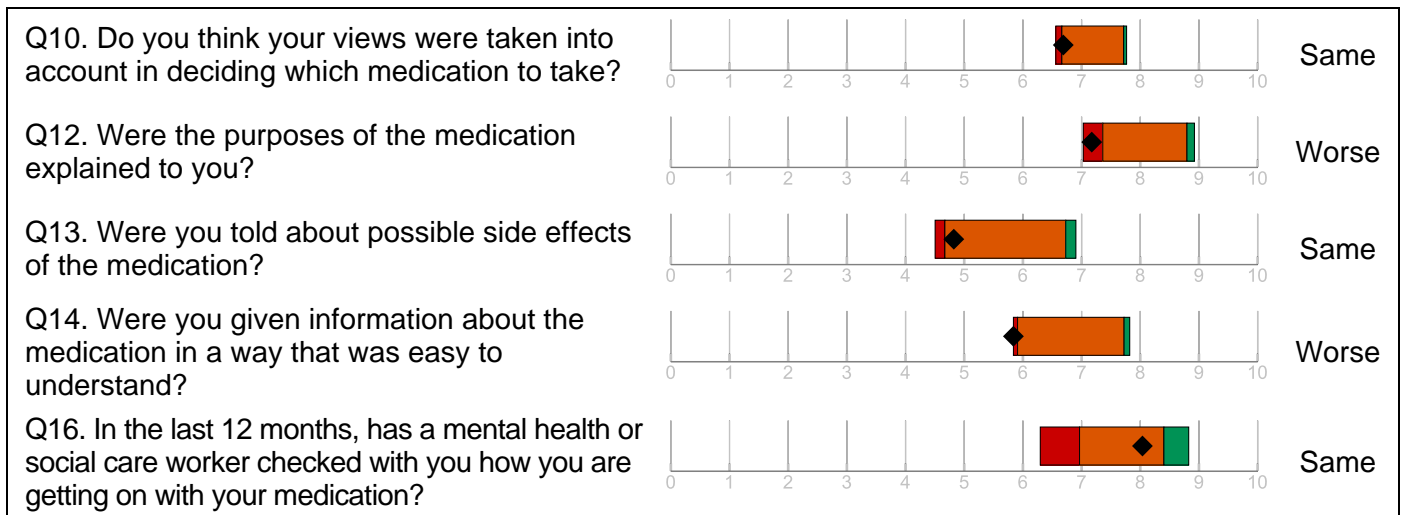 Q10. Do you think your views were taken into
account in deciding which medication to take?
0 1 2 3 4 5 6 7 8 9 10
Same
Q12. Were the purposes of the medication
explained to you?
0 1 2 3 4 5 6 7 8 9 10
Worse
Q13. Were you told about possible side effects
of the medication?
0 1 2 3 4 5 6 7 8 9 10
Same
Q14. Were you given information about the
medication in a way that was easy to
understand?
0 1 2 3 4 5 6 7 8 9 10
Worse
Q16. In the last 12 months, has a mental health or
social care worker checked with you how you are
getting on with your medication?
0 1 2 3 4 5 6 7 8 9 10
Same